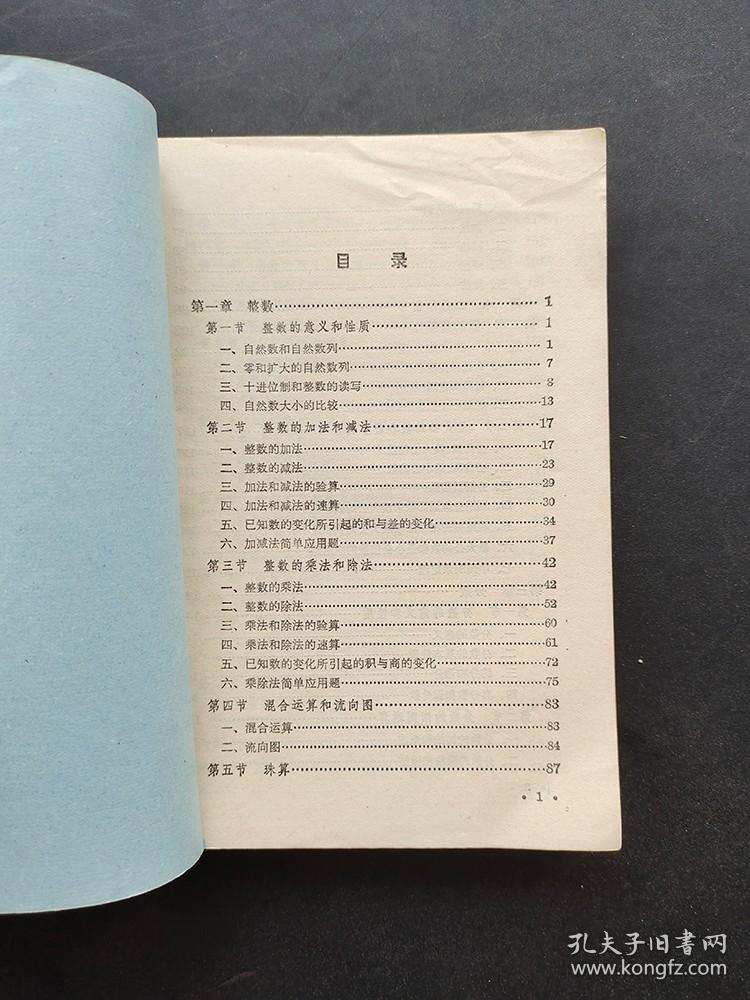 目录
第一章 整数 1
第一节 整数的意义和性质 1
一、自然数和自然数列 1
二、零和扩大的自然数列 7
三、十进位制和整数的读写 8
四、自然数大小的比较 13
第二节 整数的加法和减法 17
一、整数的加法 17
二、整数的减法 23
三、加法和减法的验算 29
四、加法和减法的速算 30
五、已知数的变化所引起的和与差的变化 34
六、加减法简单应用题 37
第三节 整数的乘法和除法 42
一、整数的乘法 42
二、整数的除法 52
三、乘法和除法的验算 60
四、乘法和除法的速算 61
五、已知数的变化所引起的积与商的变化 72
六、乘除法简单应用题 75
第四节 混合运算和流向图 83
一、混合运算 83
二、流向图 84
第五节 珠算 87
• 1 •
孔夫子旧書网
www.kongfz.com